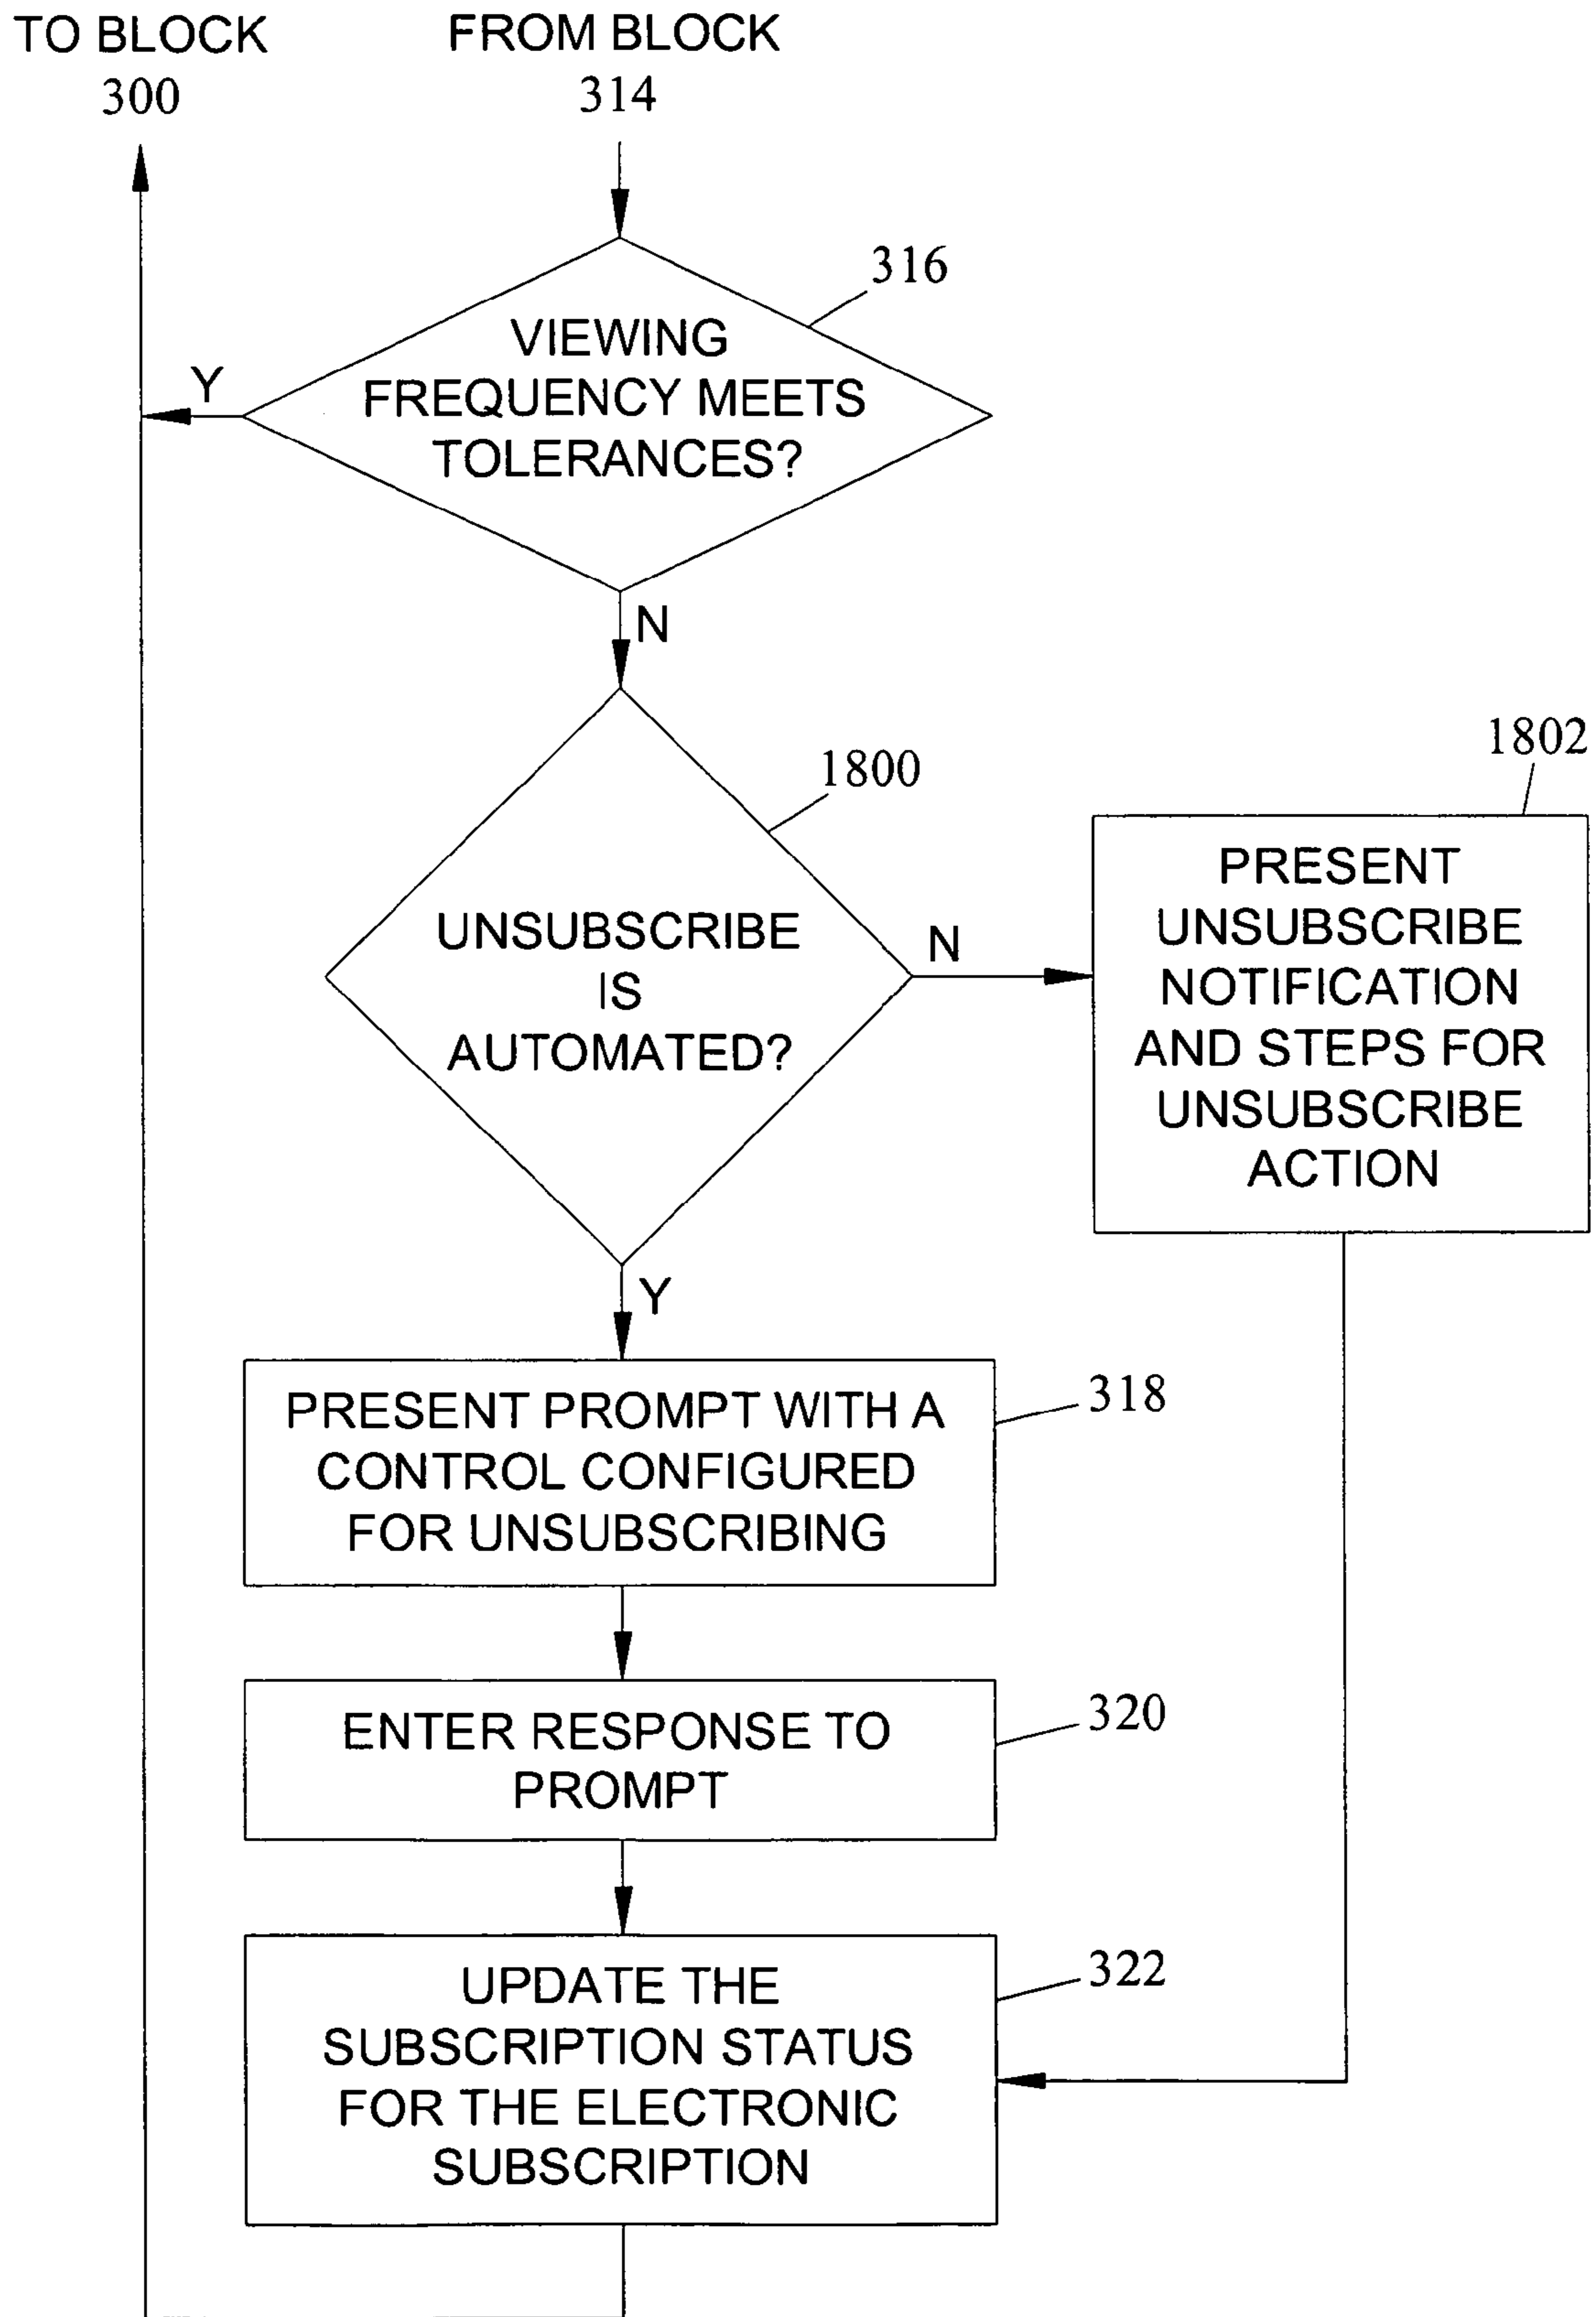 TO BLOCK
300
FROM BLOCK
314
316
VIEWING
FREQUENCY MEETS
TOLERANCES?
Y
N
1800
UNSUBSCRIBE
IS
AUTOMATED?
N
1802
PRESENT
UNSUBSCRIBE
NOTIFICATION
AND STEPS FOR
UNSUBSCRIBE
ACTION
Y
318
PRESENT PROMPT WITH A
CONTROL CONFIGURED
FOR UNSUBSCRIBING
320
ENTER RESPONSE TO
PROMPT
322
UPDATE THE
SUBSCRIPTION STATUS
FOR THE ELECTRONIC
SUBSCRIPTION